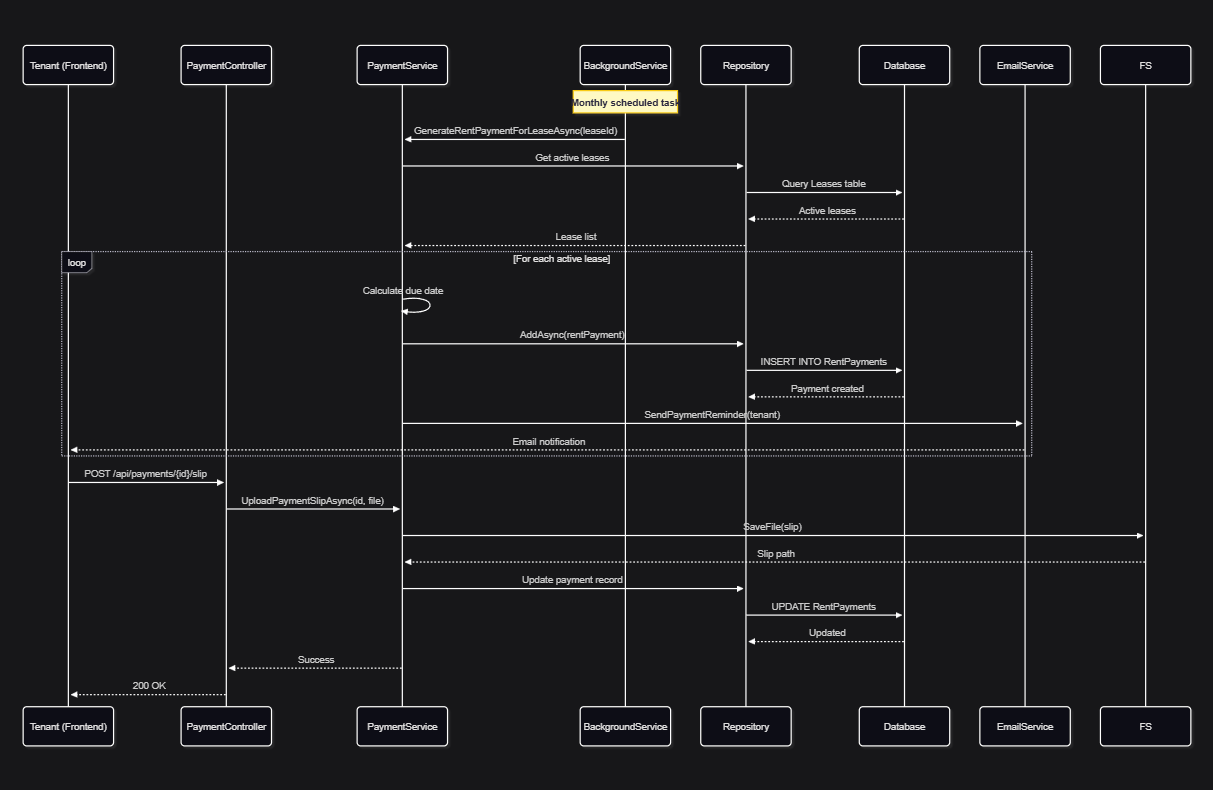 Tenant (Frontend)
PaymentController
PaymentService
BackgroundService
Repository
Database
EmailService
FS
Monthly scheduled task
GenerateRentPaymentForLeaseAsync(leaseId)
Get active leases
Query Leases table
Active leases
Lease list
loop
[For each active lease]
Calculate due date
AddAsync(rentPayment)
INSERT INTO RentPayments
Payment created
SendPaymentReminder(tenant)
Email notification
POST /api/payments/{id}/slip
UploadPaymentSlipAsync(id, file)
SaveFile(slip)
Slip path
Update payment record
UPDATE RentPayments
Updated
Success
200 OK
Tenant (Frontend)
PaymentController
PaymentService
BackgroundService
Repository
Database
EmailService
FS